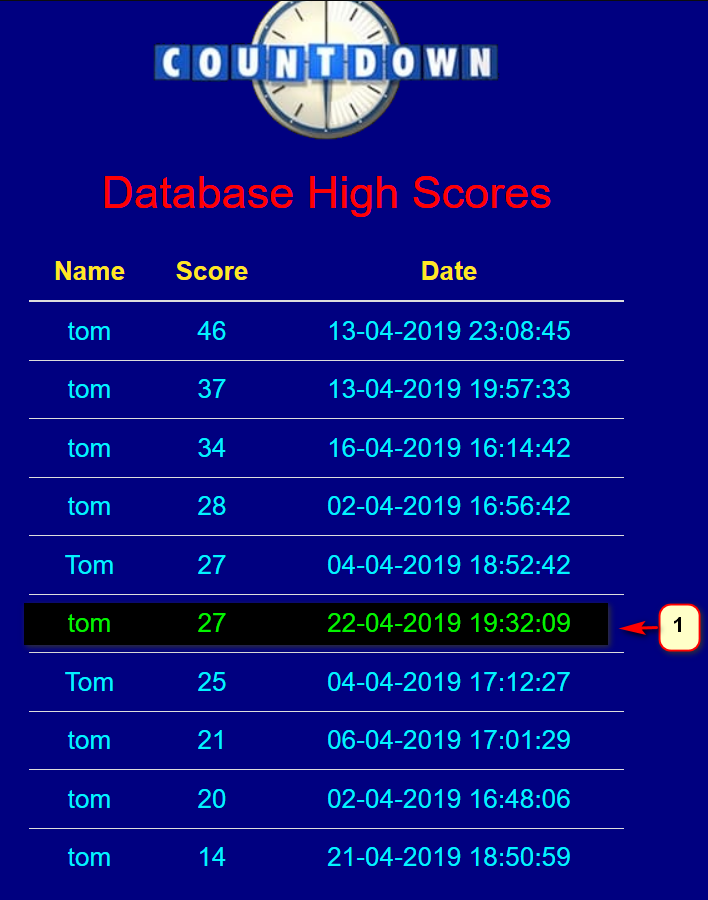 COUNTDOWN
Database High Scores
Name Score Date
tom 46 13-04-2019 23:08:45
tom 37 13-04-2019 19:57:33
tom 34 16-04-2019 16:14:42
tom 28 02-04-2019 16:56:42
Tom 27 04-04-2019 18:52:42
tom 27 22-04-2019 19:32:09 1
Tom 25 04-04-2019 17:12:27
tom 21 06-04-2019 17:01:29
tom 20 02-04-2019 16:48:06
tom 14 21-04-2019 18:50:59